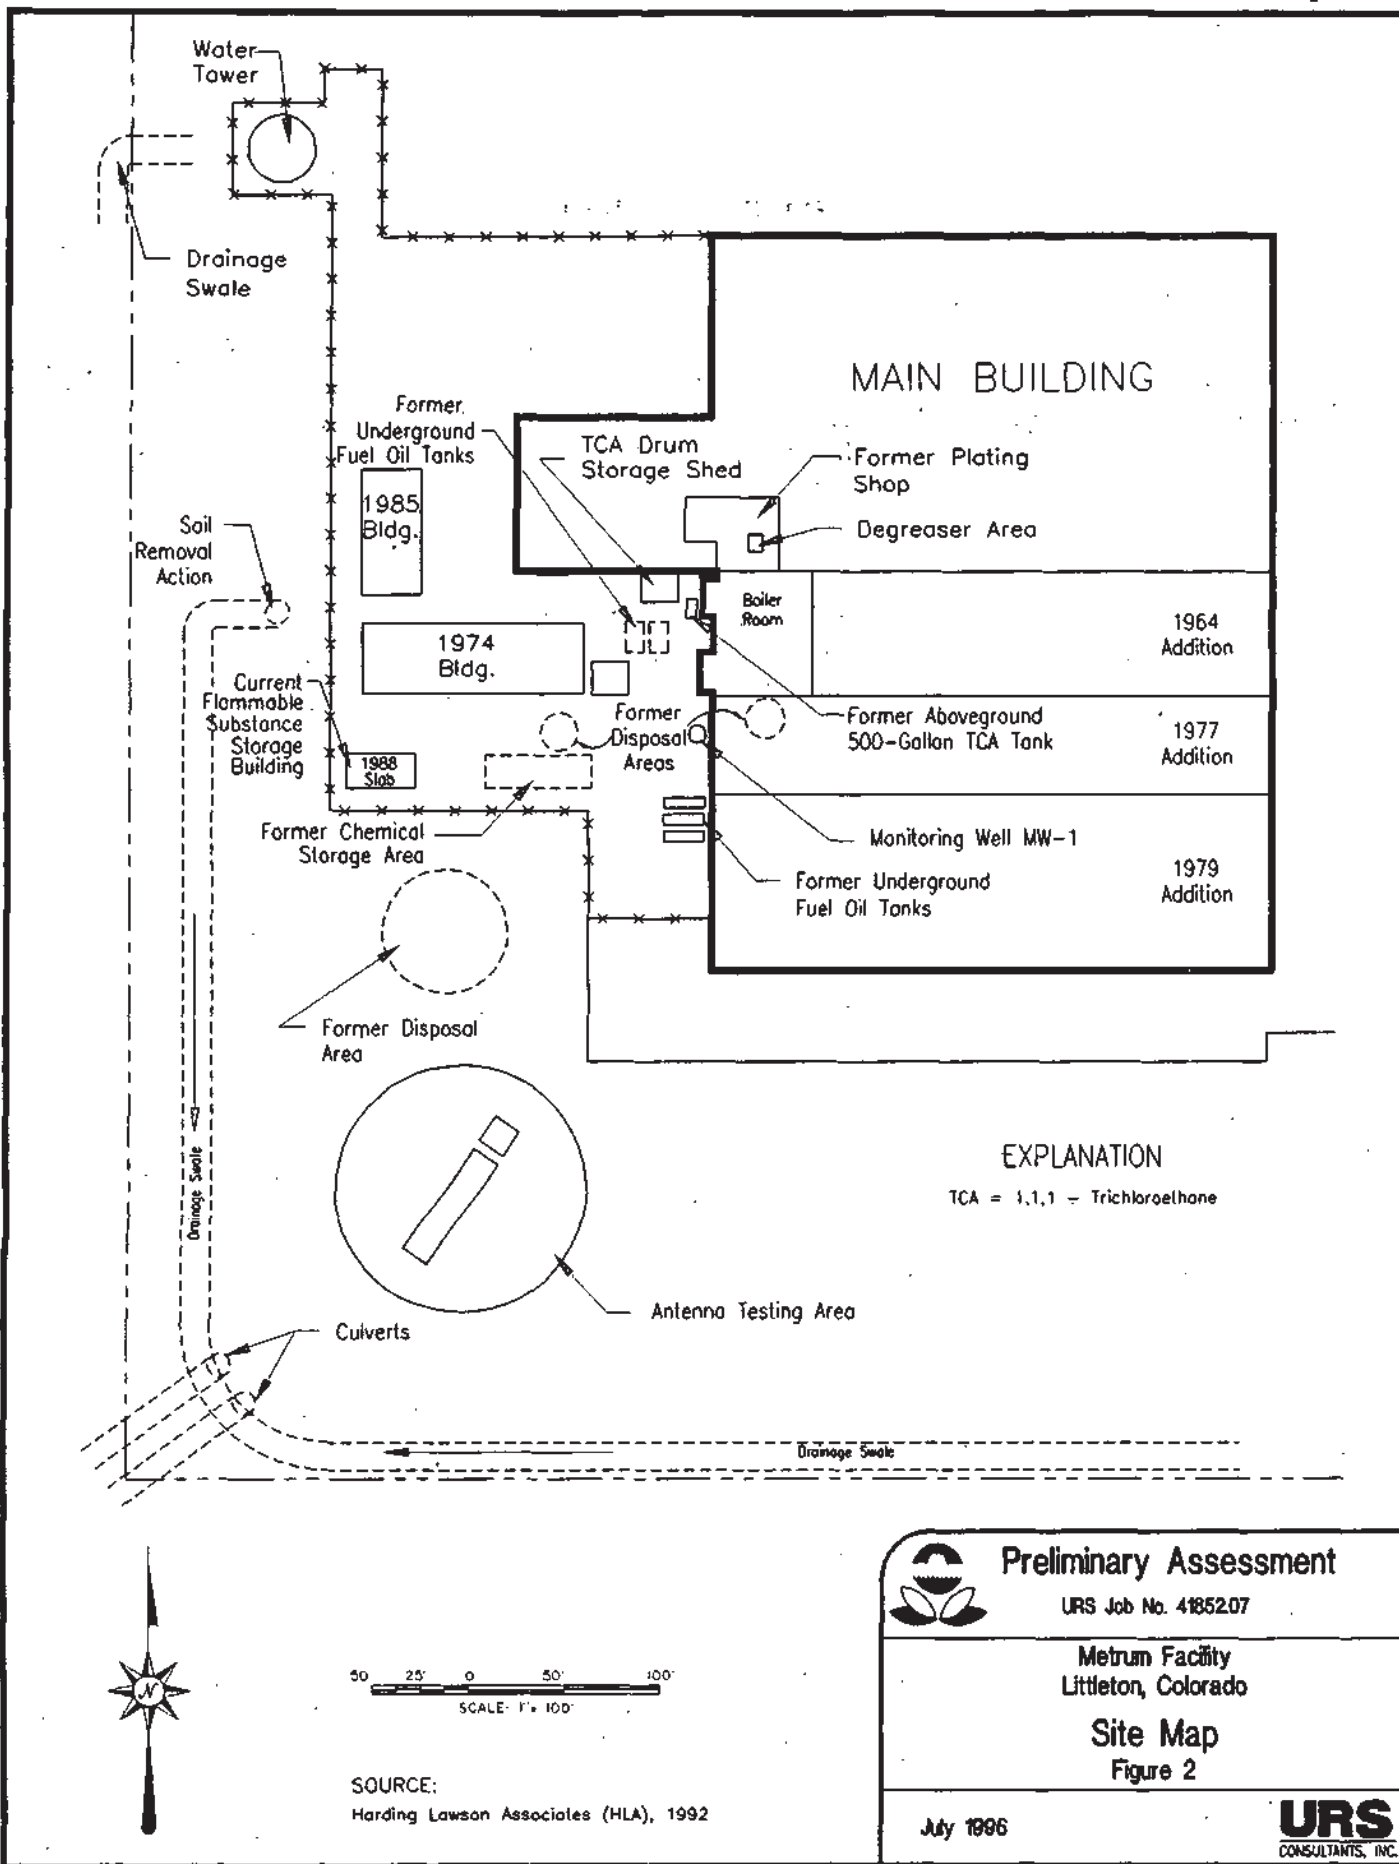 Water
Tower
Drainage
Swale
MAIN BUILDING
Former
Underground
Fuel Oil Tanks
TCA Drum
Storage Shed
Former Plating
Shop
Degreaser Area
1985
Bldg.
Soil
Removal
Action
Boiler
Room
1964
Addition
1974
Bldg.
Current
Flammable
Substance
Storage
Building
1988
Slab
Former
Disposal
Areas
Former Aboveground
500-Gallon TCA Tank
1977
Addition
Former Chemical
Storage Area
Monitoring Well MW-1
Former Underground
Fuel Oil Tanks
1979
Addition
Former Disposal
Area
Drainage Swale
EXPLANATION
TCA = 1,1,1 - Trichloroethane
Antenna Testing Area
Culverts
Drainage Swale
N
50 25' 0 50' 100'
SCALE: 1"= 100'
SOURCE:
Harding Lawson Associates (HLA), 1992
Preliminary Assessment
URS Job No. 41852.07
Metrum Facility
Littleton, Colorado
Site Map
Figure 2
July 1996
URS
CONSULTANTS, INC.